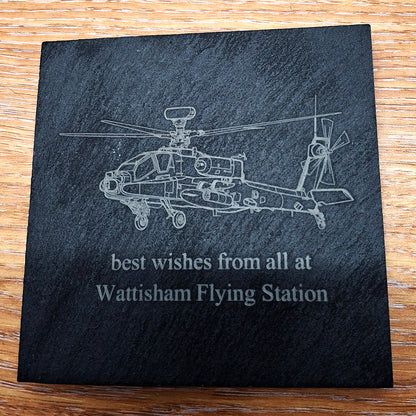 best wishes from all at
Wattisham Flying Station